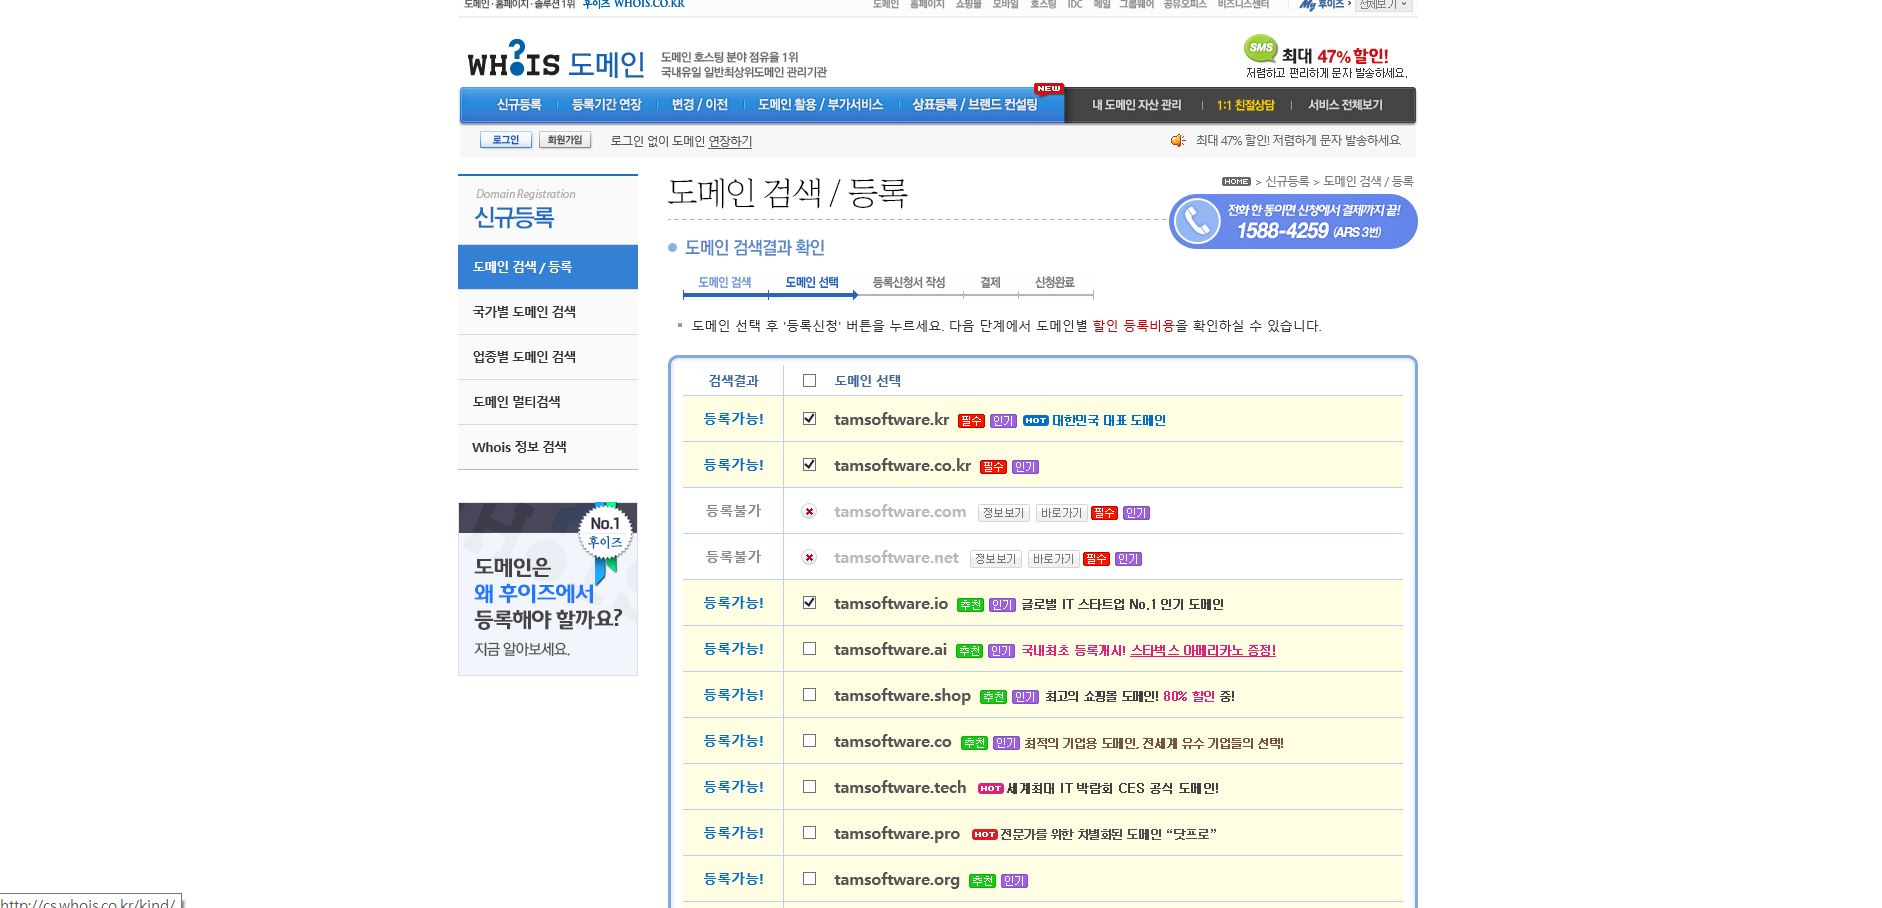 도메인 · 홈페이지 · 솔루션 1위 후이즈 WHOIS.CO.KR
도메인 홈페이지 쇼핑몰 모바일 호스팅 IDC 메일 그룹웨어 공유오피스 비즈니스센터 My 후이즈 전체보기
WH?IS 도메인
도메인 호스팅 분야 점유율 1위
국내유일 일반최상위도메인 관리기관
SMS 최대 47% 할인!
저렴하고 편리하게 문자 발송하세요.
NEW
신규등록 등록기간 연장 변경 / 이전 도메인 활용 / 부가서비스 상표등록 / 브랜드 컨설팅 내 도메인 자산 관리 1:1 친절상담 서비스 전체보기
로그인 회원가입 로그인 없이 도메인 연장하기 최대 47% 할인! 저렴하게 문자 발송하세요.
Domain Registration
신규등록
도메인 검색 / 등록
국가별 도메인 검색
업종별 도메인 검색
도메인 멀티검색
Whois 정보 검색
No.1
후이즈
도메인은
왜 후이즈에서
등록해야 할까요?
지금 알아보세요.
도메인 검색 / 등록
HOME > 신규등록 > 도메인 검색 / 등록
전화 한 통이면 신청에서 결제까지 끝!
1588-4259 (ARS 3번)
도메인 검색결과 확인
도메인 검색 도메인 선택 등록신청서 작성 결제 신청완료
도메인 선택 후 '등록신청' 버튼을 누르세요. 다음 단계에서 도메인별 할인 등록비용을 확인하실 수 있습니다.
검색결과 도메인 선택
등록가능! tamsoftware.kr 필수 인기 HOT 대한민국 대표 도메인
등록가능! tamsoftware.co.kr 필수 인기
등록불가 tamsoftware.com 정보보기 바로가기 필수 인기
등록불가 tamsoftware.net 정보보기 바로가기 필수 인기
등록가능! tamsoftware.io 추천 인기 글로벌 IT 스타트업 No.1 인기 도메인
등록가능! tamsoftware.ai 추천 인기 국내최초 등록개시! 스타벅스 아메리카노 증정!
등록가능! tamsoftware.shop 추천 인기 최고의 쇼핑몰 도메인! 80% 할인 중!
등록가능! tamsoftware.co 추천 인기 최적의 기업용 도메인, 전세계 유수 기업들의 선택!
등록가능! tamsoftware.tech HOT 세계최대 IT 박람회 CES 공식 도메인!
등록가능! tamsoftware.pro HOT 전문가를 위한 차별화된 도메인 “닷프로”
등록가능! tamsoftware.org 추천 인기
http://cs.whois.co.kr/kind/